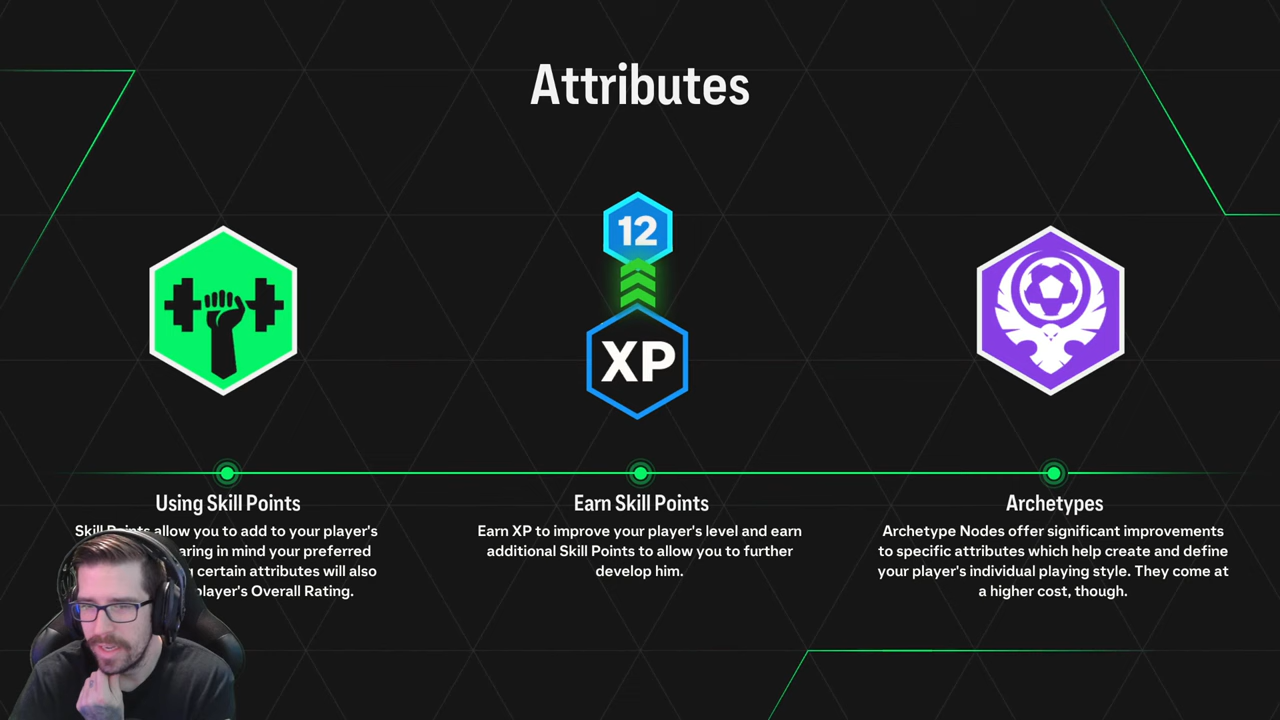 Attributes
12
XP
Using Skill Points
Skill Points allow you to add to your player's
aring in mind your preferred
certain attributes will also
player's Overall Rating.
Earn Skill Points
Earn XP to improve your player's level and earn
additional Skill Points to allow you to further
develop him.
Archetypes
Archetype Nodes offer significant improvements
to specific attributes which help create and define
your player's individual playing style. They come at
a higher cost, though.